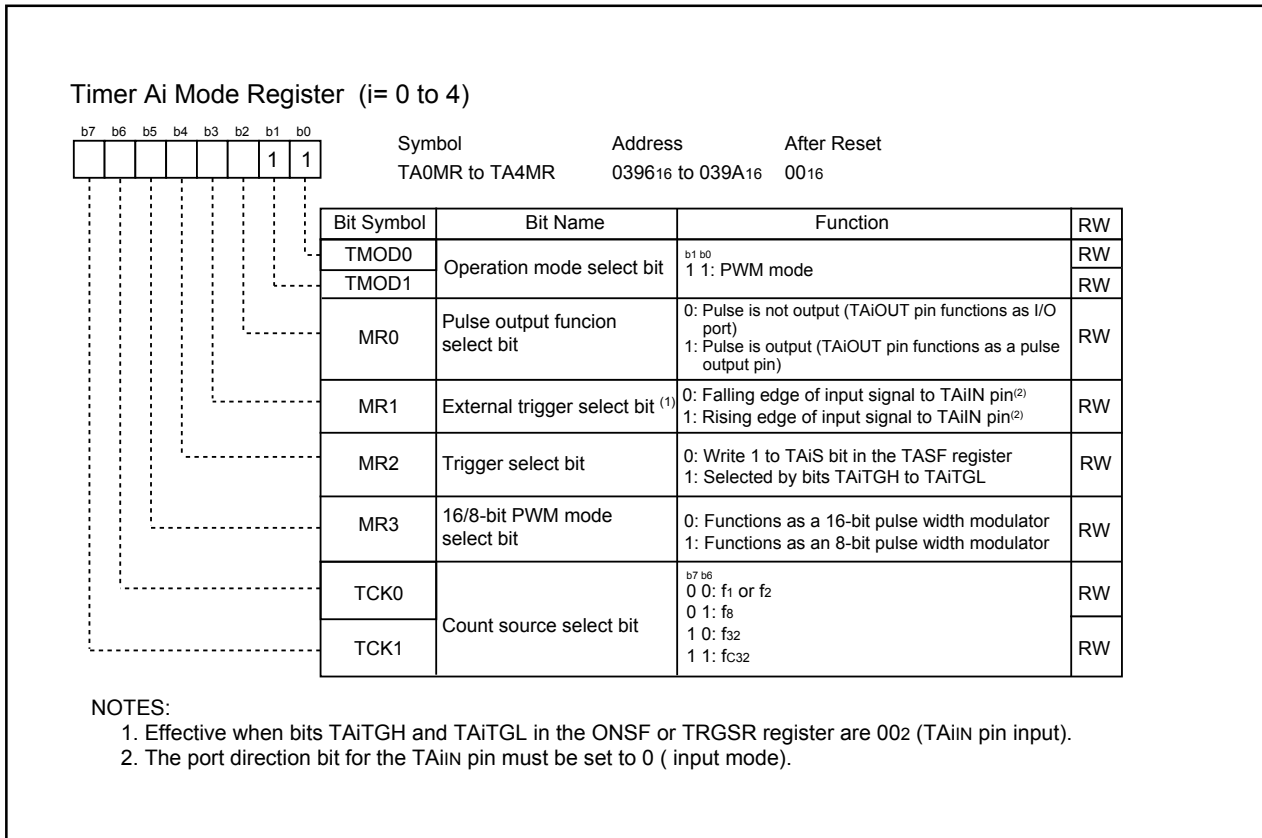 Timer Ai Mode Register (i= 0 to 4)
b7 b6 b5 b4 b3 b2 b1 b0
1 1
Symbol Address After Reset
TA0MR to TA4MR 039616 to 039A16 0016
Bit Symbol Bit Name Function RW
TMOD0 Operation mode select bit b1 b0 RW
TMOD1 1 1: PWM mode RW
MR0 Pulse output funcion select bit 0: Pulse is not output (TAiOUT pin functions as I/O
port)
1: Pulse is output (TAiOUT pin functions as a pulse
output pin) RW
MR1 External trigger select bit (1) 0: Falling edge of input signal to TAiIN pin(2)
1: Rising edge of input signal to TAiIN pin(2) RW
MR2 Trigger select bit 0: Write 1 to TAiS bit in the TASF register
1: Selected by bits TAiTGH to TAiTGL RW
MR3 16/8-bit PWM mode select bit 0: Functions as a 16-bit pulse width modulator
1: Functions as an 8-bit pulse width modulator RW
TCK0 Count source select bit b7 b6
0 0: f1 or f2 RW
0 1: f8
TCK1 1 0: f32 RW
1 1: fC32
NOTES:
1. Effective when bits TAiTGH and TAiTGL in the ONSF or TRGSR register are 002 (TAiIN pin input).
2. The port direction bit for the TAiIN pin must be set to 0 ( input mode).